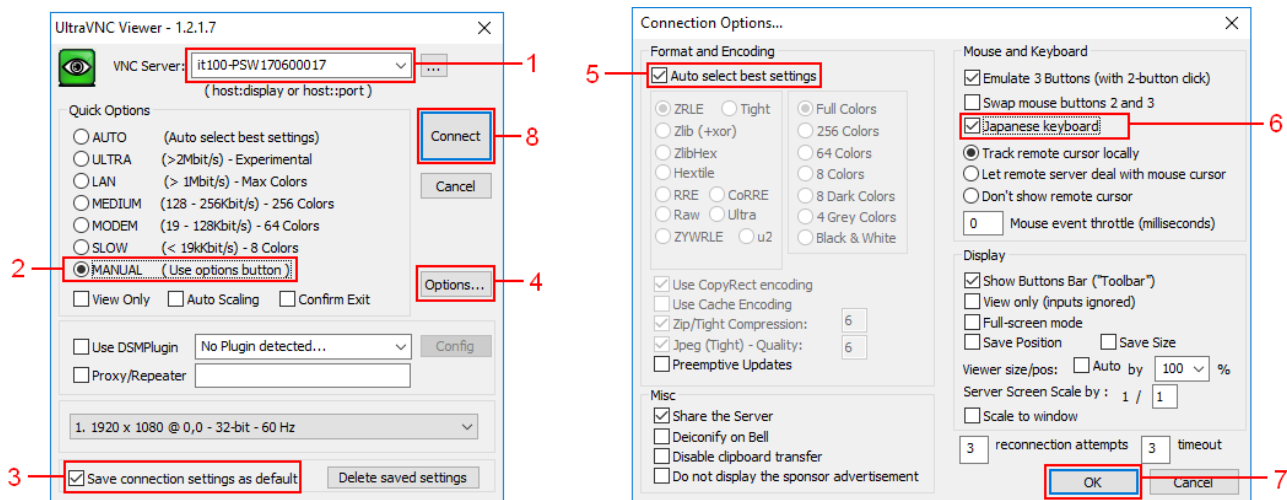 UltraVNC Viewer - 1.2.1.7
VNC Server: it100-PSW170600017 ...
1
( host:display or host::port )
Quick Options
AUTO (Auto select best settings)
ULTRA (>2Mbit/s) - Experimental
LAN (> 1Mbit/s) - Max Colors
MEDIUM (128 - 256Kbit/s) - 256 Colors
MODEM (19 - 128Kbit/s) - 64 Colors
SLOW (< 19kKbit/s) - 8 Colors
2
MANUAL ( Use options button )
View Only Auto Scaling Confirm Exit
Connect
8
Cancel
Options...
4
Use DSMPlugin No Plugin detected... Config
Proxy/Repeater
1. 1920 x 1080 @ 0,0 - 32-bit - 60 Hz
3
Save connection settings as default Delete saved settings
Connection Options...
Format and Encoding
5
Auto select best settings
ZRLE Tight
Zlib (+xor)
ZlibHex
Hextile
RRE CoRRE
Raw Ultra
ZYWRLE u2
Full Colors
256 Colors
64 Colors
8 Colors
8 Dark Colors
4 Grey Colors
Black & White
Use CopyRect encoding
Use Cache Encoding
Zip/Tight Compression: 6
Jpeg (Tight) - Quality: 6
Preemptive Updates
Misc
Share the Server
Deiconify on Bell
Disable clipboard transfer
Do not display the sponsor advertisement
Mouse and Keyboard
Emulate 3 Buttons (with 2-button click)
Swap mouse buttons 2 and 3
Japanese keyboard
6
Track remote cursor locally
Let remote server deal with mouse cursor
Don't show remote cursor
0 Mouse event throttle (milliseconds)
Display
Show Buttons Bar ("Toolbar")
View only (inputs ignored)
Full-screen mode
Save Position Save Size
Viewer size/pos: Auto by 100 %
Server Screen Scale by : 1 / 1
Scale to window
3 reconnection attempts 3 timeout
OK Cancel
7